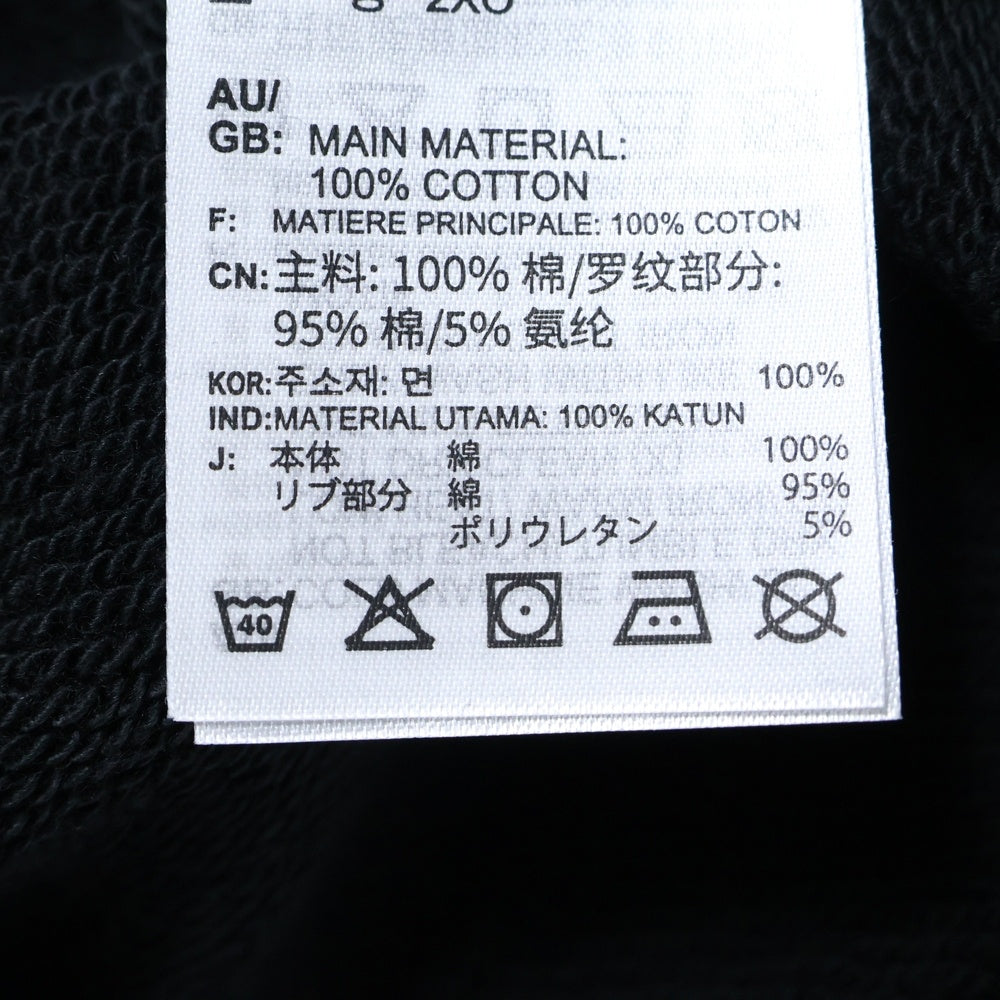 2XO
AU/
GB: MAIN MATERIAL:
100% COTTON
F: MATIERE PRINCIPALE: 100% COTON
CN:主料: 100% 棉/罗纹部分:
95% 棉/5% 氨纶
KOR:주소재: 면 100%
IND:MATERIAL UTAMA: 100% KATUN
J: 本体 綿 100%
リブ部分 綿 95%
ポリウレタン 5%
40